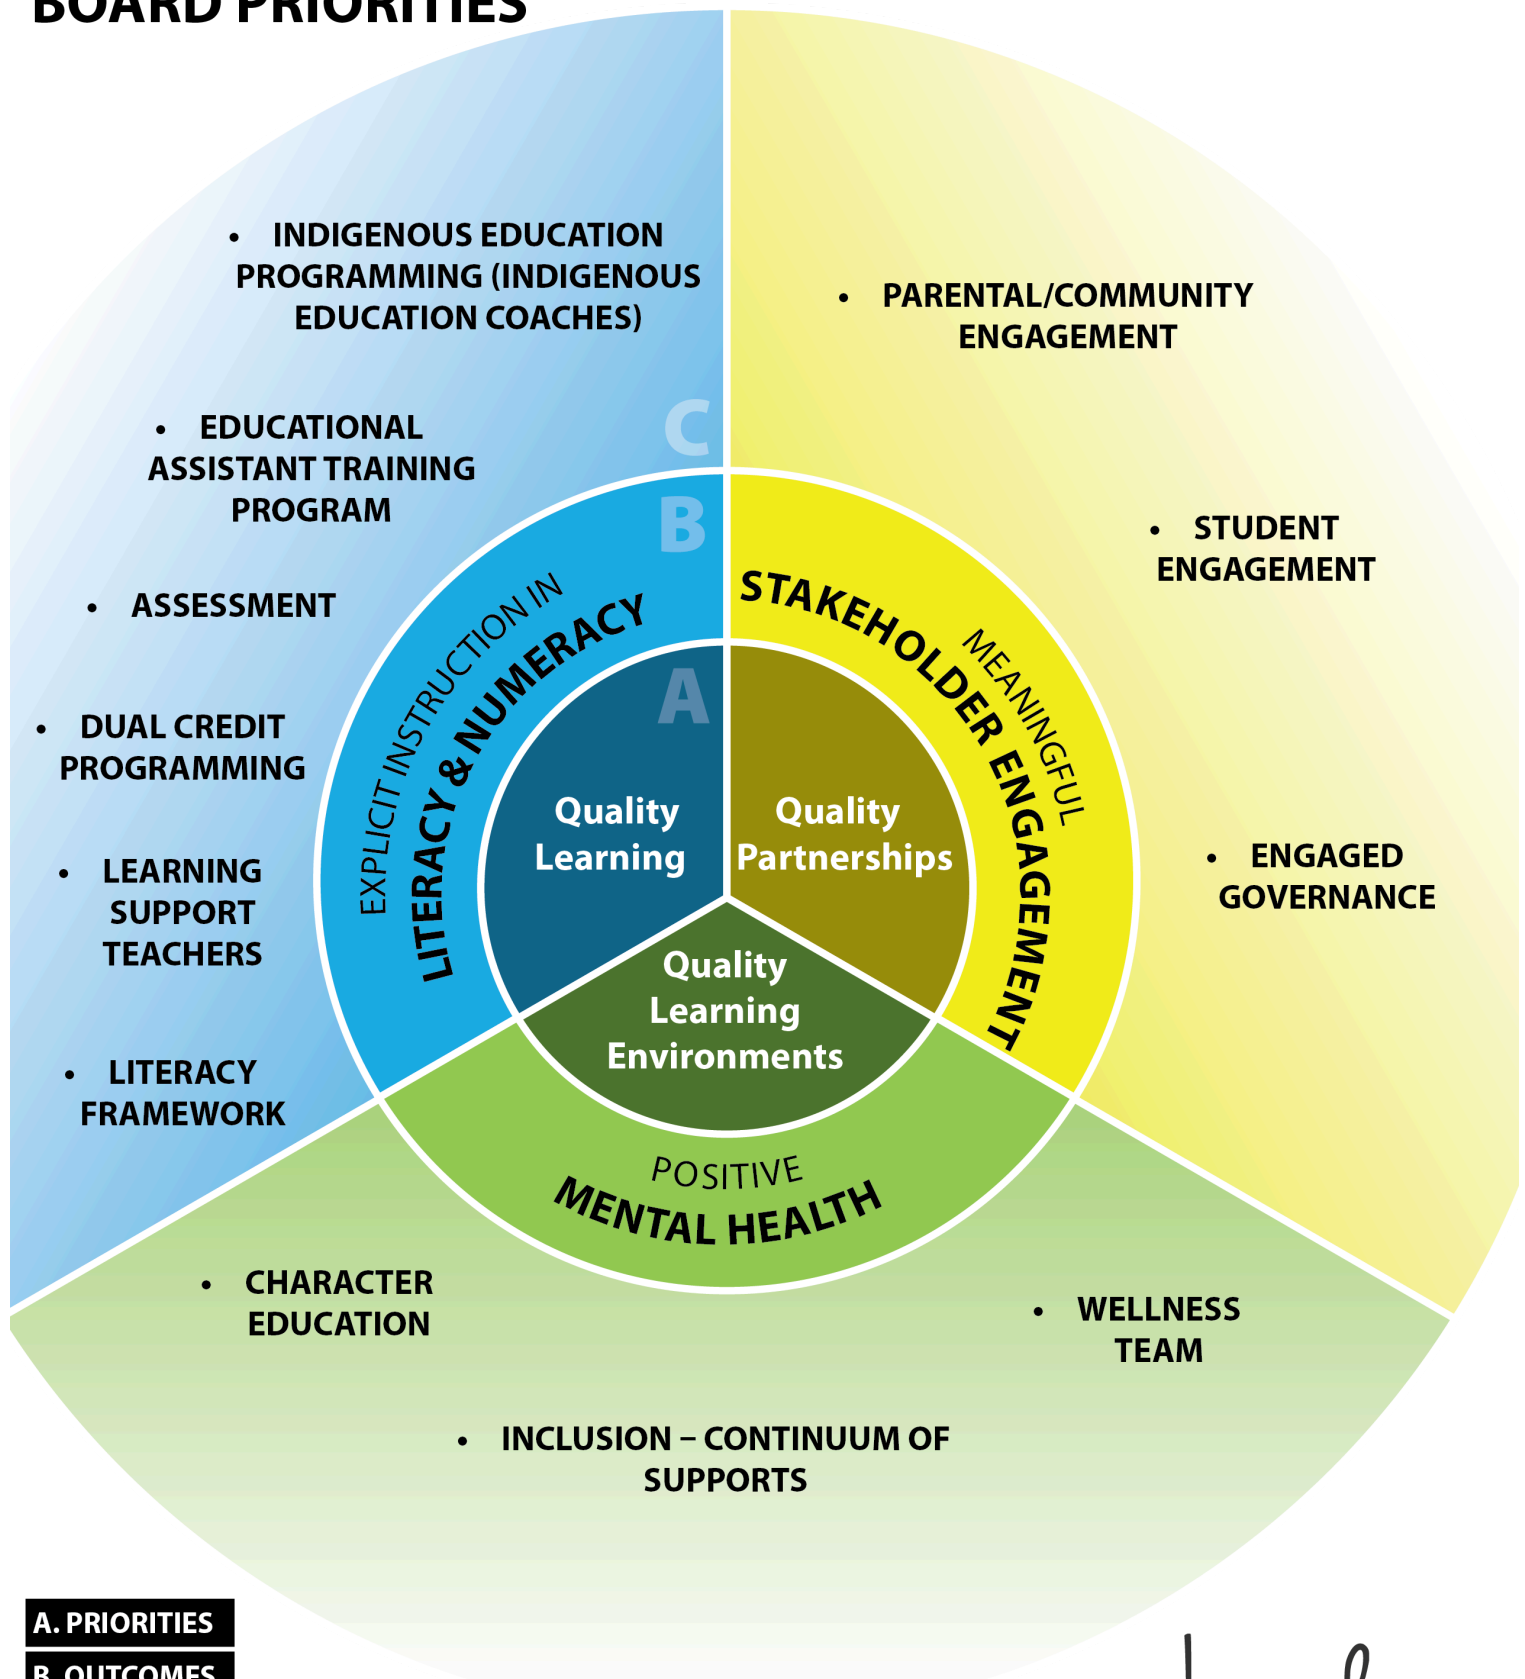 BOARD PRIORITIES
• INDIGENOUS EDUCATION
PROGRAMMING (INDIGENOUS
EDUCATION COACHES)
• EDUCATIONAL
ASSISTANT TRAINING
PROGRAM
• ASSESSMENT
• DUAL CREDIT
PROGRAMMING
• LEARNING
SUPPORT
TEACHERS
• LITERACY
FRAMEWORK
C
B
A
EXPLICIT INSTRUCTION IN
LITERACY & NUMERACY
Quality
Learning
• PARENTAL/COMMUNITY
ENGAGEMENT
• STUDENT
ENGAGEMENT
• ENGAGED
GOVERNANCE
MEANINGFUL
STAKEHOLDER ENGAGEMENT
Quality
Partnerships
Quality
Learning
Environments
POSITIVE
MENTAL HEALTH
• CHARACTER
EDUCATION
• WELLNESS
TEAM
• INCLUSION – CONTINUUM OF
SUPPORTS
A. PRIORITIES
B. OUTCOMES